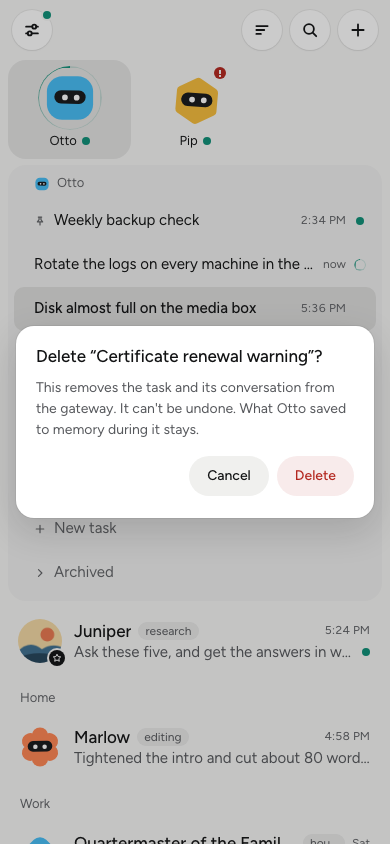 Otto
Pip
Otto
Weekly backup check 2:34 PM
Rotate the logs on every machine in the ... now
Disk almost full on the media box 5:36 PM
Delete “Certificate renewal warning”?
This removes the task and its conversation from
the gateway. It can't be undone. What Otto saved
to memory during it stays.
Cancel Delete
New task
Archived
Juniper research 5:24 PM
Ask these five, and get the answers in w...
Home
Marlow editing 4:58 PM
Tightened the intro and cut about 80 word...
Work
Quartermaster of the Famil... hou... Sat